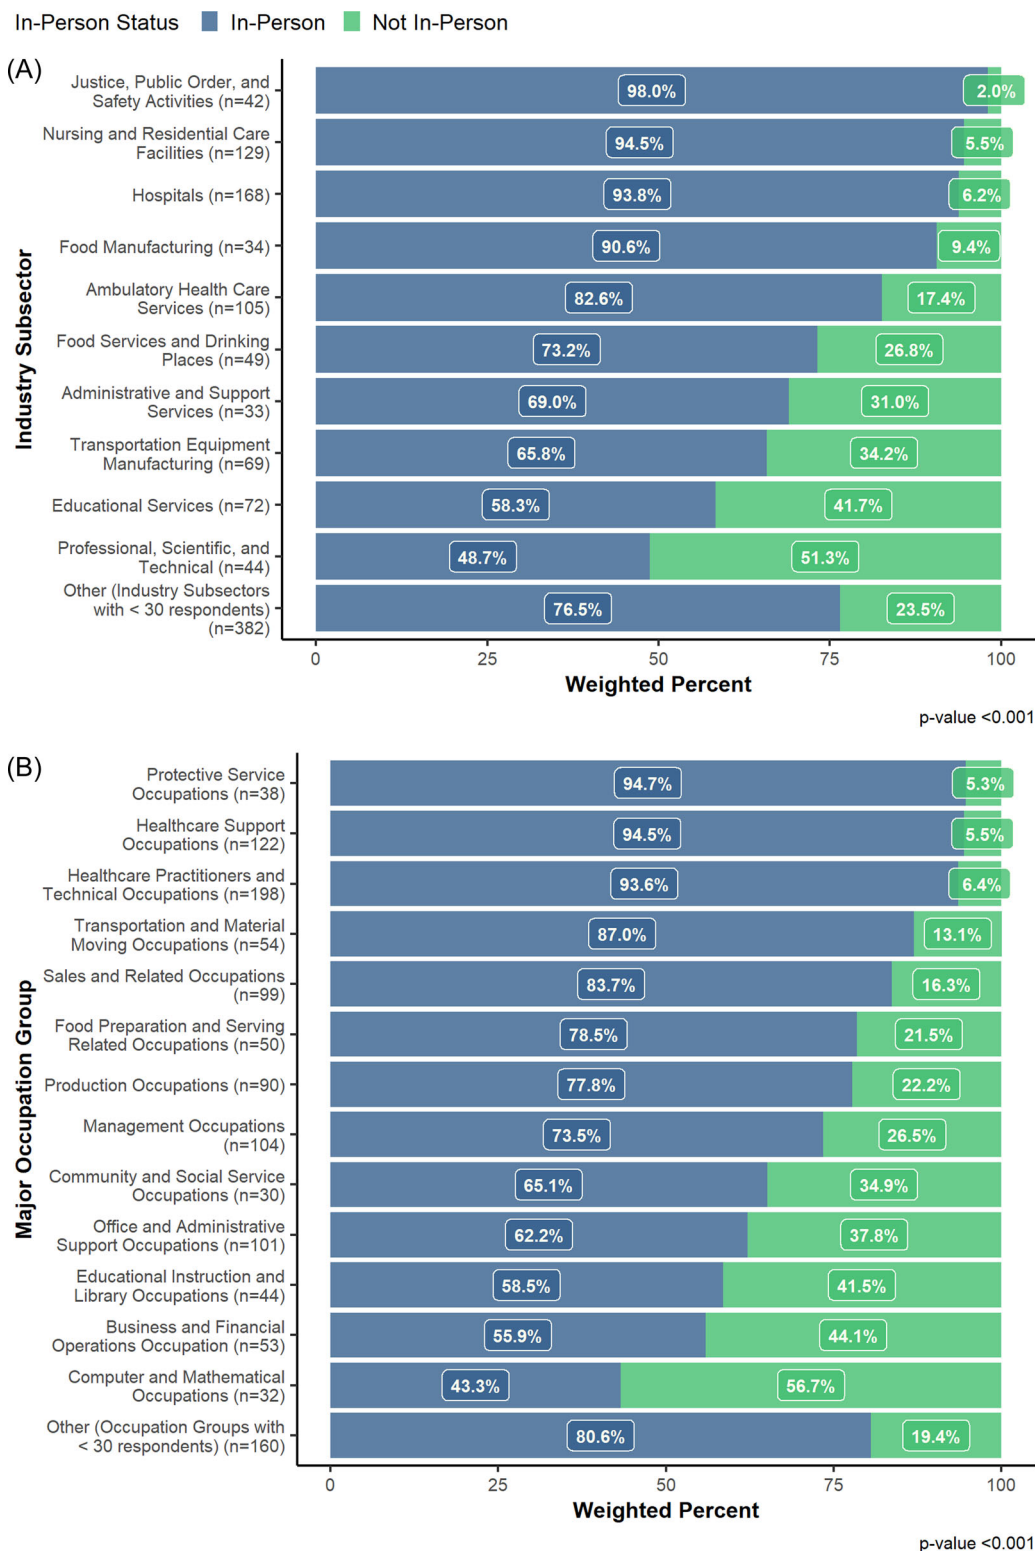 In-Person Status In-Person Not In-Person
(A)
Justice, Public Order, and
Safety Activities (n=42)
98.0% 2.0%
Nursing and Residential Care
Facilities (n=129)
94.5% 5.5%
Hospitals (n=168)
93.8% 6.2%
Food Manufacturing (n=34)
90.6% 9.4%
Ambulatory Health Care
Services (n=105)
82.6% 17.4%
Food Services and Drinking
Places (n=49)
73.2% 26.8%
Administrative and Support
Services (n=33)
69.0% 31.0%
Transportation Equipment
Manufacturing (n=69)
65.8% 34.2%
Educational Services (n=72)
58.3% 41.7%
Professional, Scientific, and
Technical (n=44)
48.7% 51.3%
Other (Industry Subsectors
with < 30 respondents)
(n=382)
76.5% 23.5%
Industry Subsector
0 25 50 75 100
Weighted Percent
p-value <0.001
(B)
Protective Service
Occupations (n=38)
94.7% 5.3%
Healthcare Support
Occupations (n=122)
94.5% 5.5%
Healthcare Practitioners and
Technical Occupations (n=198)
93.6% 6.4%
Transportation and Material
Moving Occupations (n=54)
87.0% 13.1%
Sales and Related Occupations
(n=99)
83.7% 16.3%
Food Preparation and Serving
Related Occupations (n=50)
78.5% 21.5%
Production Occupations (n=90)
77.8% 22.2%
Management Occupations
(n=104)
73.5% 26.5%
Community and Social Service
Occupations (n=30)
65.1% 34.9%
Office and Administrative
Support Occupations (n=101)
62.2% 37.8%
Educational Instruction and
Library Occupations (n=44)
58.5% 41.5%
Business and Financial
Operations Occupation (n=53)
55.9% 44.1%
Computer and Mathematical
Occupations (n=32)
43.3% 56.7%
Other (Occupation Groups with
< 30 respondents) (n=160)
80.6% 19.4%
Major Occupation Group
0 25 50 75 100
Weighted Percent
p-value <0.001